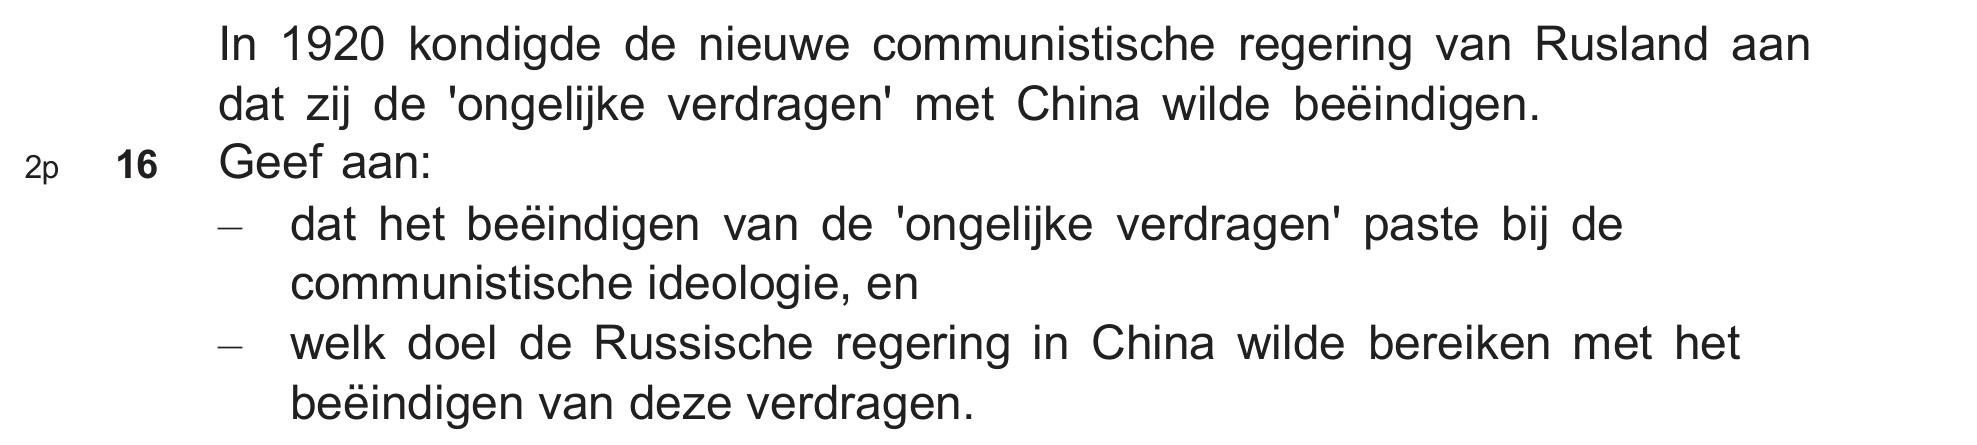 In 1920 kondigde de nieuwe communistische regering van Rusland aan
dat zij de 'ongelijke verdragen' met China wilde beëindigen.
2p 16 Geef aan:
– dat het beëindigen van de 'ongelijke verdragen' paste bij de
communistische ideologie, en
– welk doel de Russische regering in China wilde bereiken met het
beëindigen van deze verdragen.